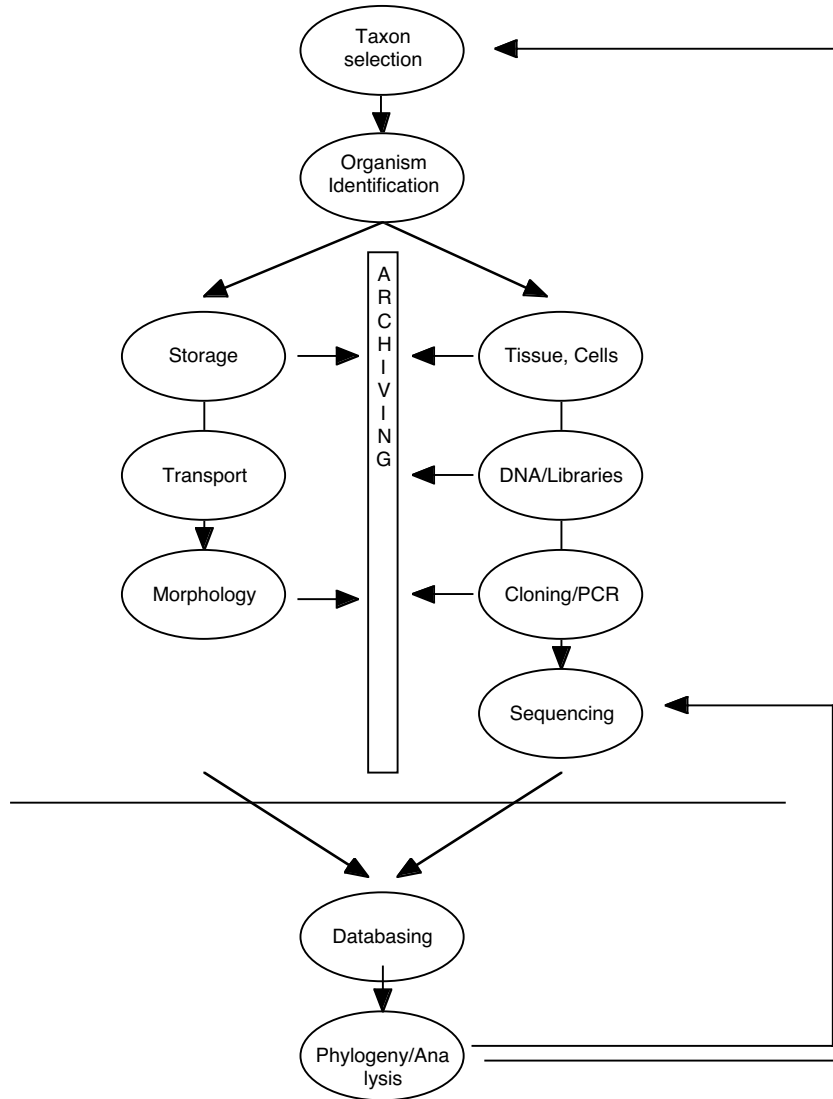 Taxon
selection
Organism
Identification
A
R
C
H
I
V
I
N
G
Storage
Tissue, Cells
Transport
DNA/Libraries
Morphology
Cloning/PCR
Sequencing
Databasing
Phylogeny/Ana
lysis